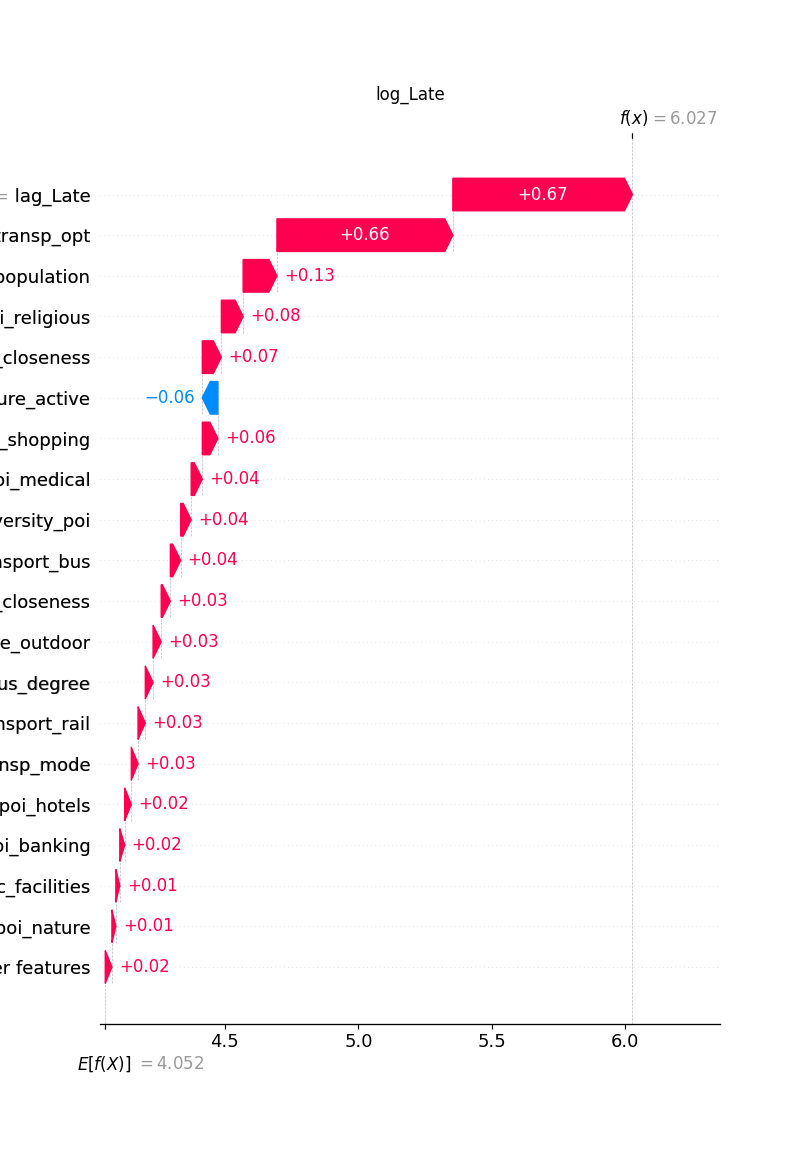 log_Late
f(x) = 6.027
= lag_Late
+0.67
transp_opt
+0.66
population
+0.13
i_religious
+0.08
_closeness
+0.07
ure_active
−0.06
_shopping
+0.06
oi_medical
+0.04
versity_poi
+0.04
nsport_bus
+0.04
_closeness
+0.03
e_outdoor
+0.03
us_degree
+0.03
nsport_rail
+0.03
nsp_mode
+0.03
poi_hotels
+0.02
oi_banking
+0.02
c_facilities
+0.01
poi_nature
+0.01
er features
+0.02
4.5 5.0 5.5 6.0
E[f(X)] = 4.052